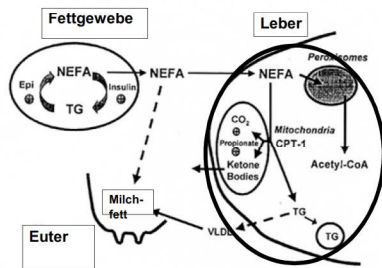 Fettgewebe
Leber
Peroxisomes
NEFA
NEFA
NEFA
Epi
Insulin
TG
CO2
Mitochondria
Propionate
CPT-1
Ketone
Bodies
Acetyl-CoA
Milch-
fett
TG
VLDL
TG
Euter